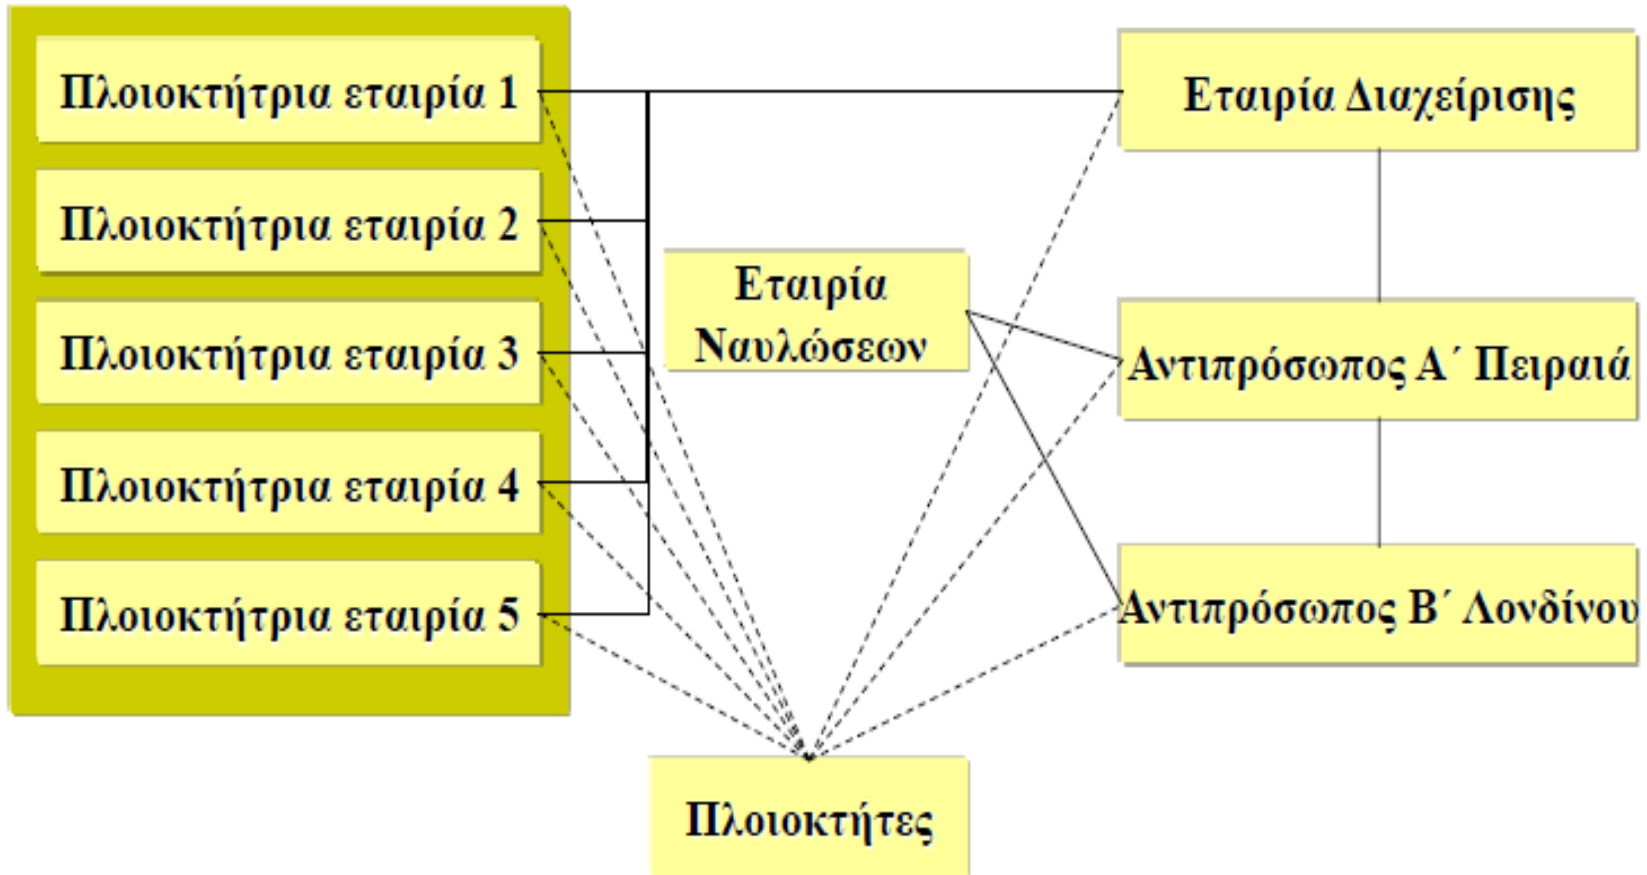 Πλοιοκτήτρια εταιρία 1
Πλοιοκτήτρια εταιρία 2
Πλοιοκτήτρια εταιρία 3
Πλοιοκτήτρια εταιρία 4
Πλοιοκτήτρια εταιρία 5
Εταιρία
Ναυλώσεων
Εταιρία Διαχείρισης
Αντιπρόσωπος Α΄ Πειραιά
Αντιπρόσωπος Β΄ Λονδίνου
Πλοιοκτήτες